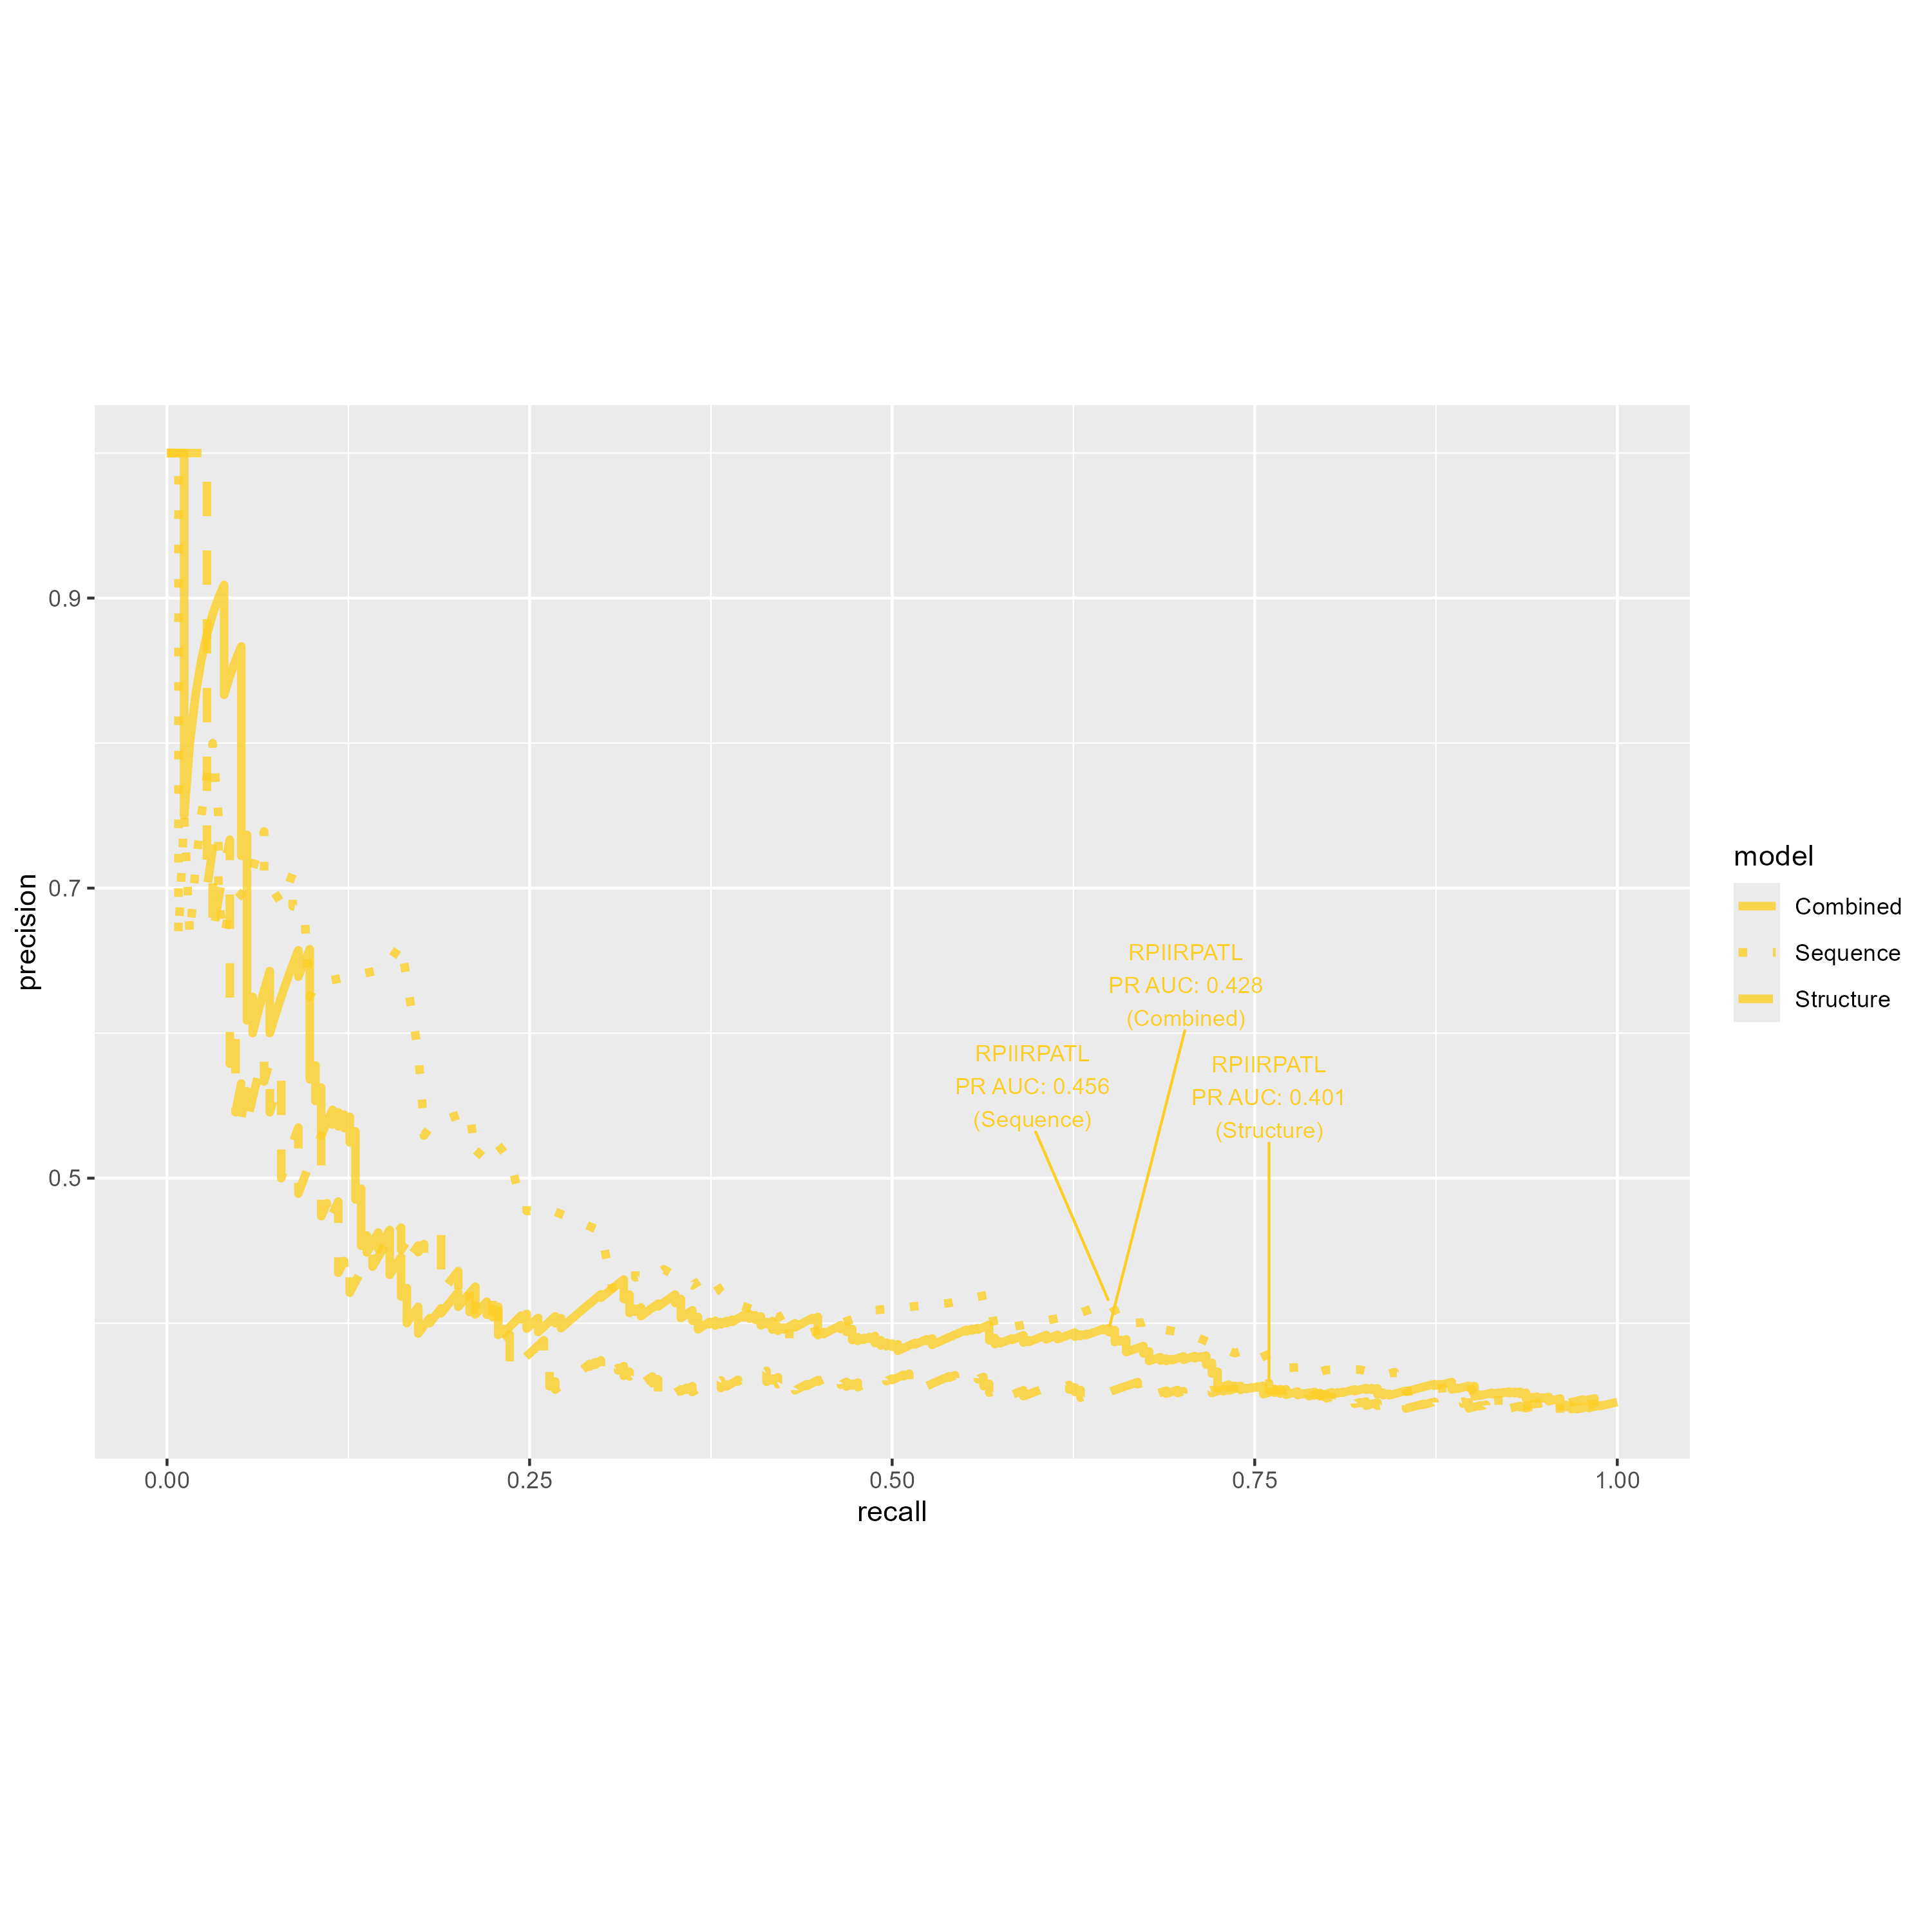 precision
0.9
0.7
0.5
RPIIRPATL
PR AUC: 0.428
(Combined)
RPIIRPATL
PR AUC: 0.456
(Sequence)
RPIIRPATL
PR AUC: 0.401
(Structure)
0.00
0.25
0.50
0.75
1.00
recall
model
Combined
Sequence
Structure